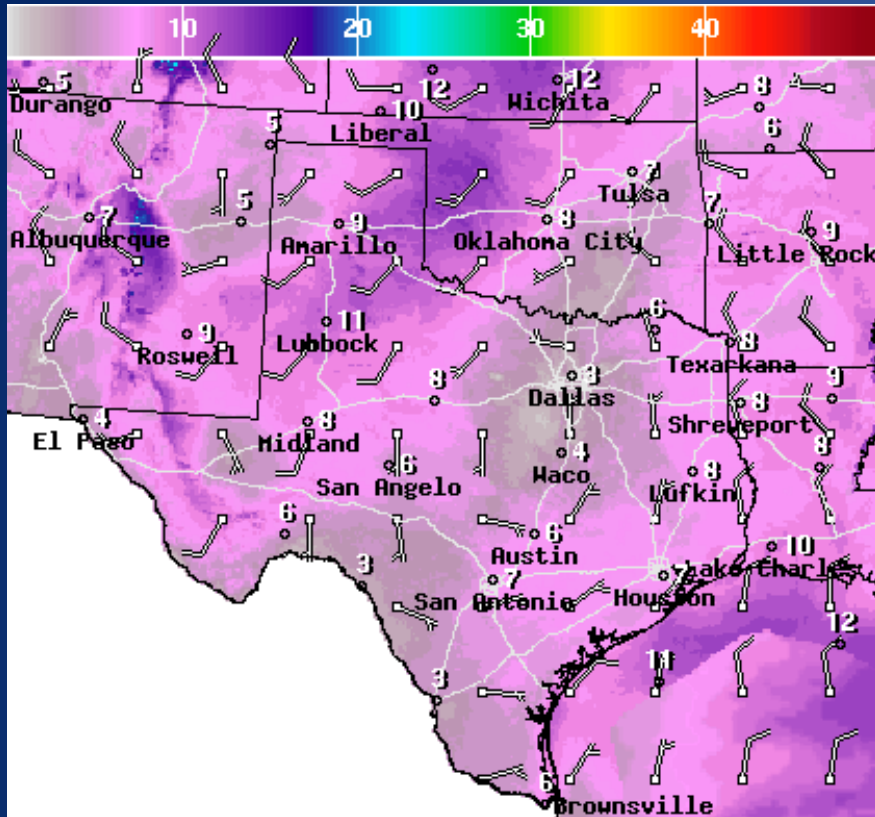 10 20 30 40
5 12 12 8
Durango Wichita
10
Liberal
5 6
7
Tulsa
7 5 9 8 7 9
Albuquerque Amarillo Oklahoma City Little Rock
9 11 6
Roswell Lubbock 8
Texarkana
3
8 Dallas 8 9
4 8 Shreveport
El Paso Midland
6 4 8
San Angelo Waco Lufkin
6 6 10
Austin Lake Charles
3 7 7
San Antonio Houston
12
3 11
6
Brownsville